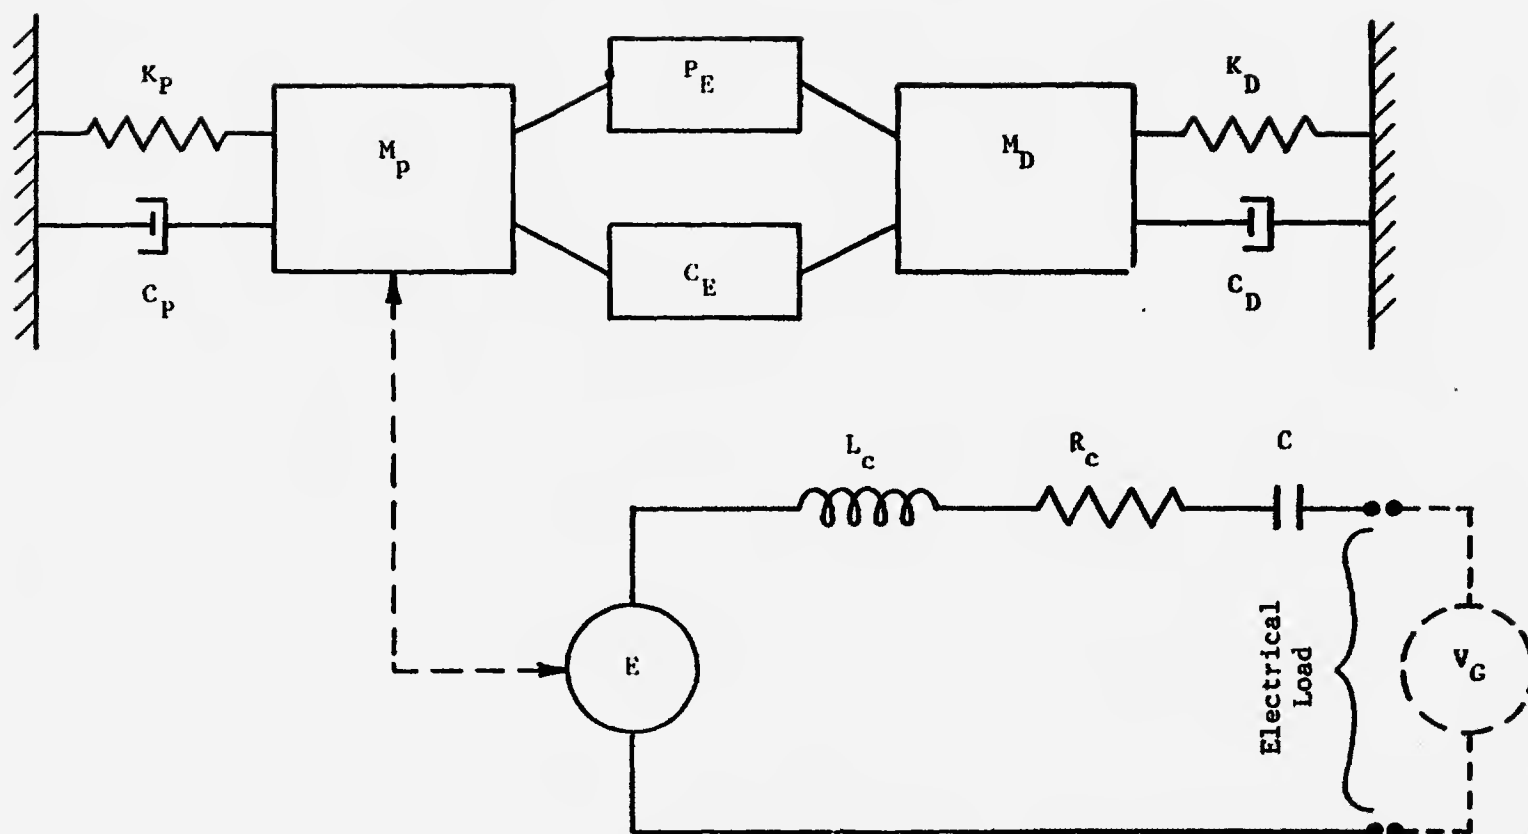 K_P
P_E
K_D
M_P
M_D
C_P
C_E
C_D
L_c
R_c
C
E
Electrical
Load
V_G